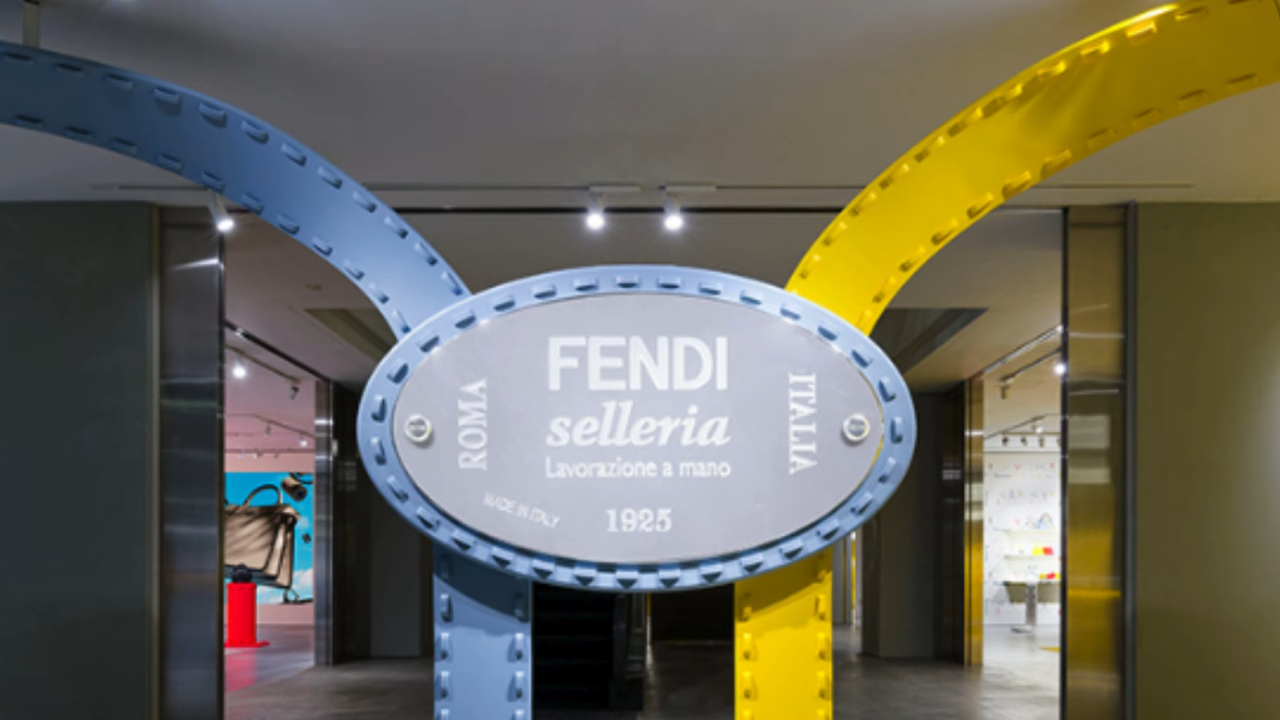 FENDI
selleria
Lavorazione a mano
ROMA
ITALIA
MADE IN ITALY
1925